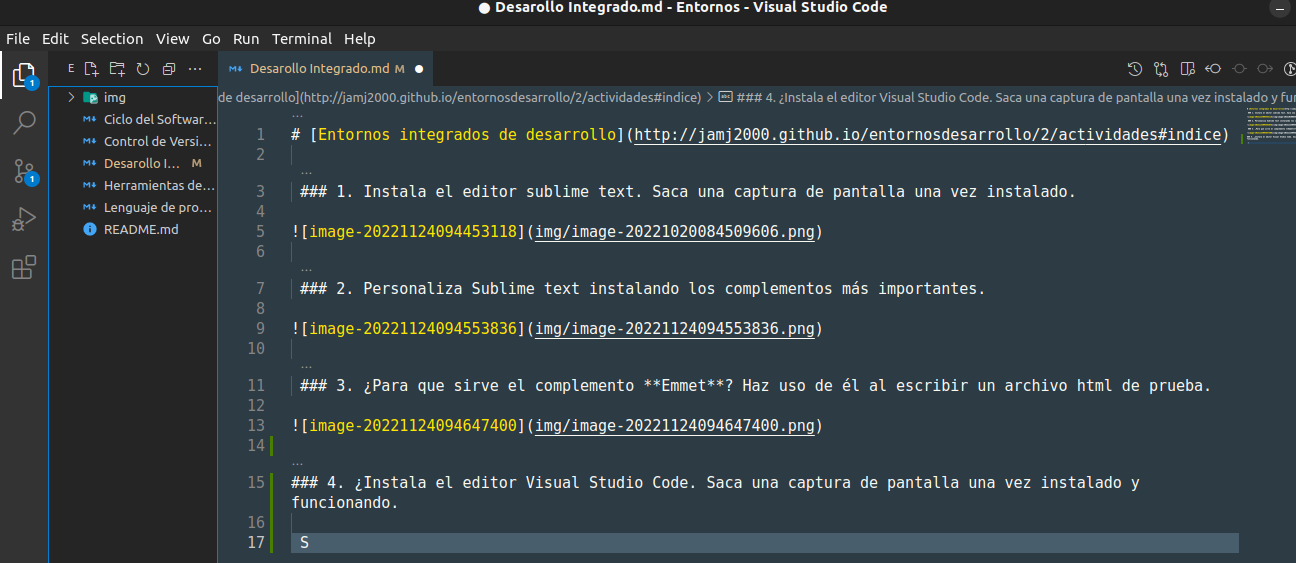 ● Desarollo Integrado.md - Entornos - Visual Studio Code
File Edit Selection View Go Run Terminal Help
E ...
Desarollo Integrado.md M ●
1
1
img
Ciclo del Softwar...
Control de Versi...
Desarollo I... M
Herramientas de...
Lenguaje de pro...
README.md
de desarrollo](http://jamj2000.github.io/entornosdesarrollo/2/actividades#indice) > ### 4. ¿Instala el editor Visual Studio Code. Saca una captura de pantalla una vez instalado y fun
...
1 # [Entornos integrados de desarrollo](http://jamj2000.github.io/entornosdesarrollo/2/actividades#indice)
2
...
3 ### 1. Instala el editor sublime text. Saca una captura de pantalla una vez instalado.
4
5 ![image-20221124094453118](img/image-20221020084509606.png)
6
...
7 ### 2. Personaliza Sublime text instalando los complementos más importantes.
8
9 ![image-20221124094553836](img/image-20221124094553836.png)
10
...
11 ### 3. ¿Para que sirve el complemento **Emmet**? Haz uso de él al escribir un archivo html de prueba.
12
13 ![image-20221124094647400](img/image-20221124094647400.png)
14
...
15 ### 4. ¿Instala el editor Visual Studio Code. Saca una captura de pantalla una vez instalado y
funcionando.
16
17 S